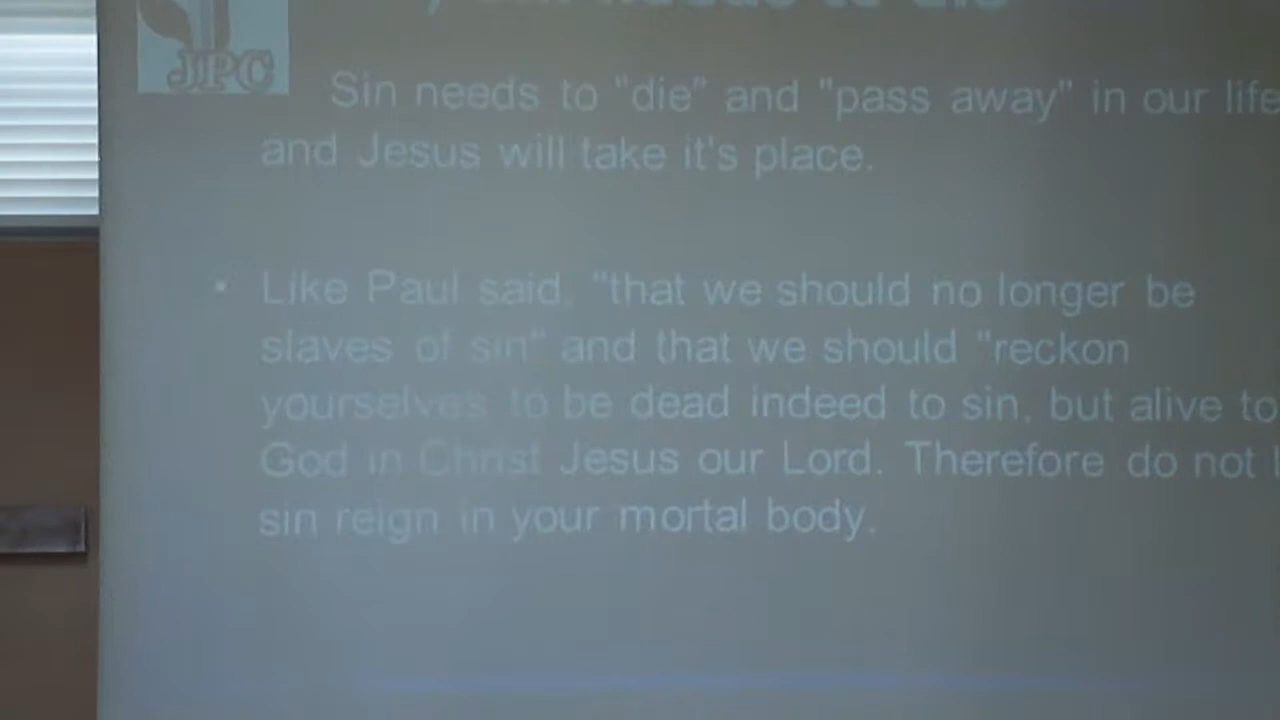 needs to die
JPC
Sin needs to "die" and "pass away" in our life
and Jesus will take it's place.
• Like Paul said, "that we should no longer be
slaves of sin" and that we should "reckon
yourselves to be dead indeed to sin, but alive to
God in Christ Jesus our Lord. Therefore do not
sin reign in your mortal body.